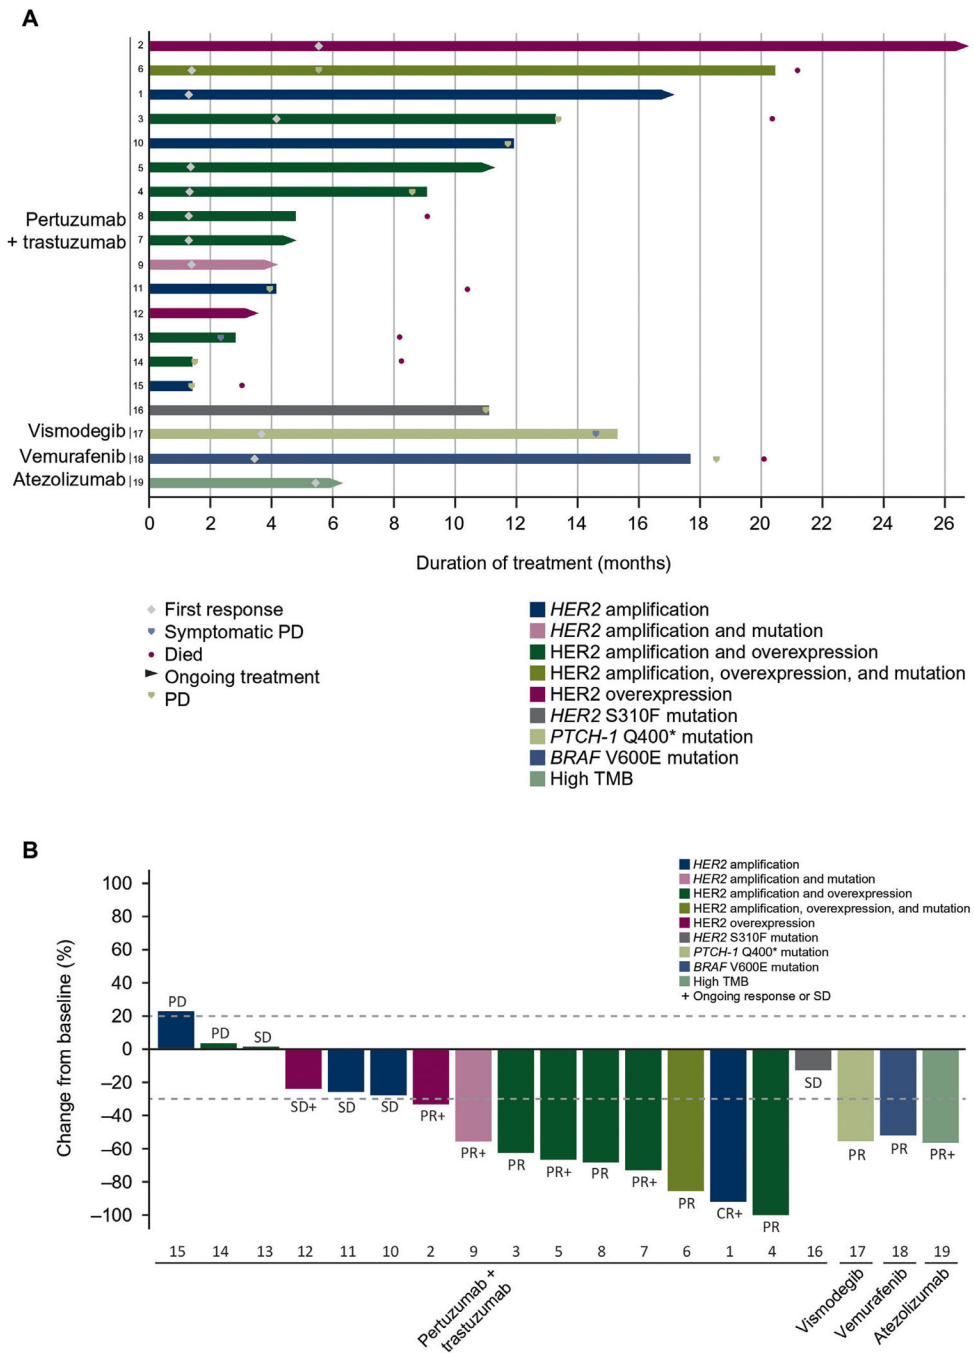 A
2
6
1
3
10
5
4
8
Pertuzumab
+ trastuzumab
7
9
11
12
13
14
15
16
Vismodegib 17
Vemurafenib 18
Atezolizumab 19
0 2 4 6 8 10 12 14 16 18 20 22 24 26
Duration of treatment (months)
First response
Symptomatic PD
Died
Ongoing treatment
PD
HER2 amplification
HER2 amplification and mutation
HER2 amplification and overexpression
HER2 amplification, overexpression, and mutation
HER2 overexpression
HER2 S310F mutation
PTCH-1 Q400* mutation
BRAF V600E mutation
High TMB
B
HER2 amplification
HER2 amplification and mutation
HER2 amplification and overexpression
HER2 amplification, overexpression, and mutation
HER2 overexpression
HER2 S310F mutation
PTCH-1 Q400* mutation
BRAF V600E mutation
High TMB
+ Ongoing response or SD
Change from baseline (%)
100
80
60
40
20
0
–20
–40
–60
–80
–100
PD
PD
SD
SD+
SD
SD
PR+
PR+
PR
PR+
PR
PR+
PR
CR+
PR
SD
PR
PR
PR+
15 14 13 12 11 10 2 9 3 5 8 7 6 1 4 16 17 18 19
Pertuzumab +
trastuzumab
Vismodegib
Vemurafenib
Atezolizumab